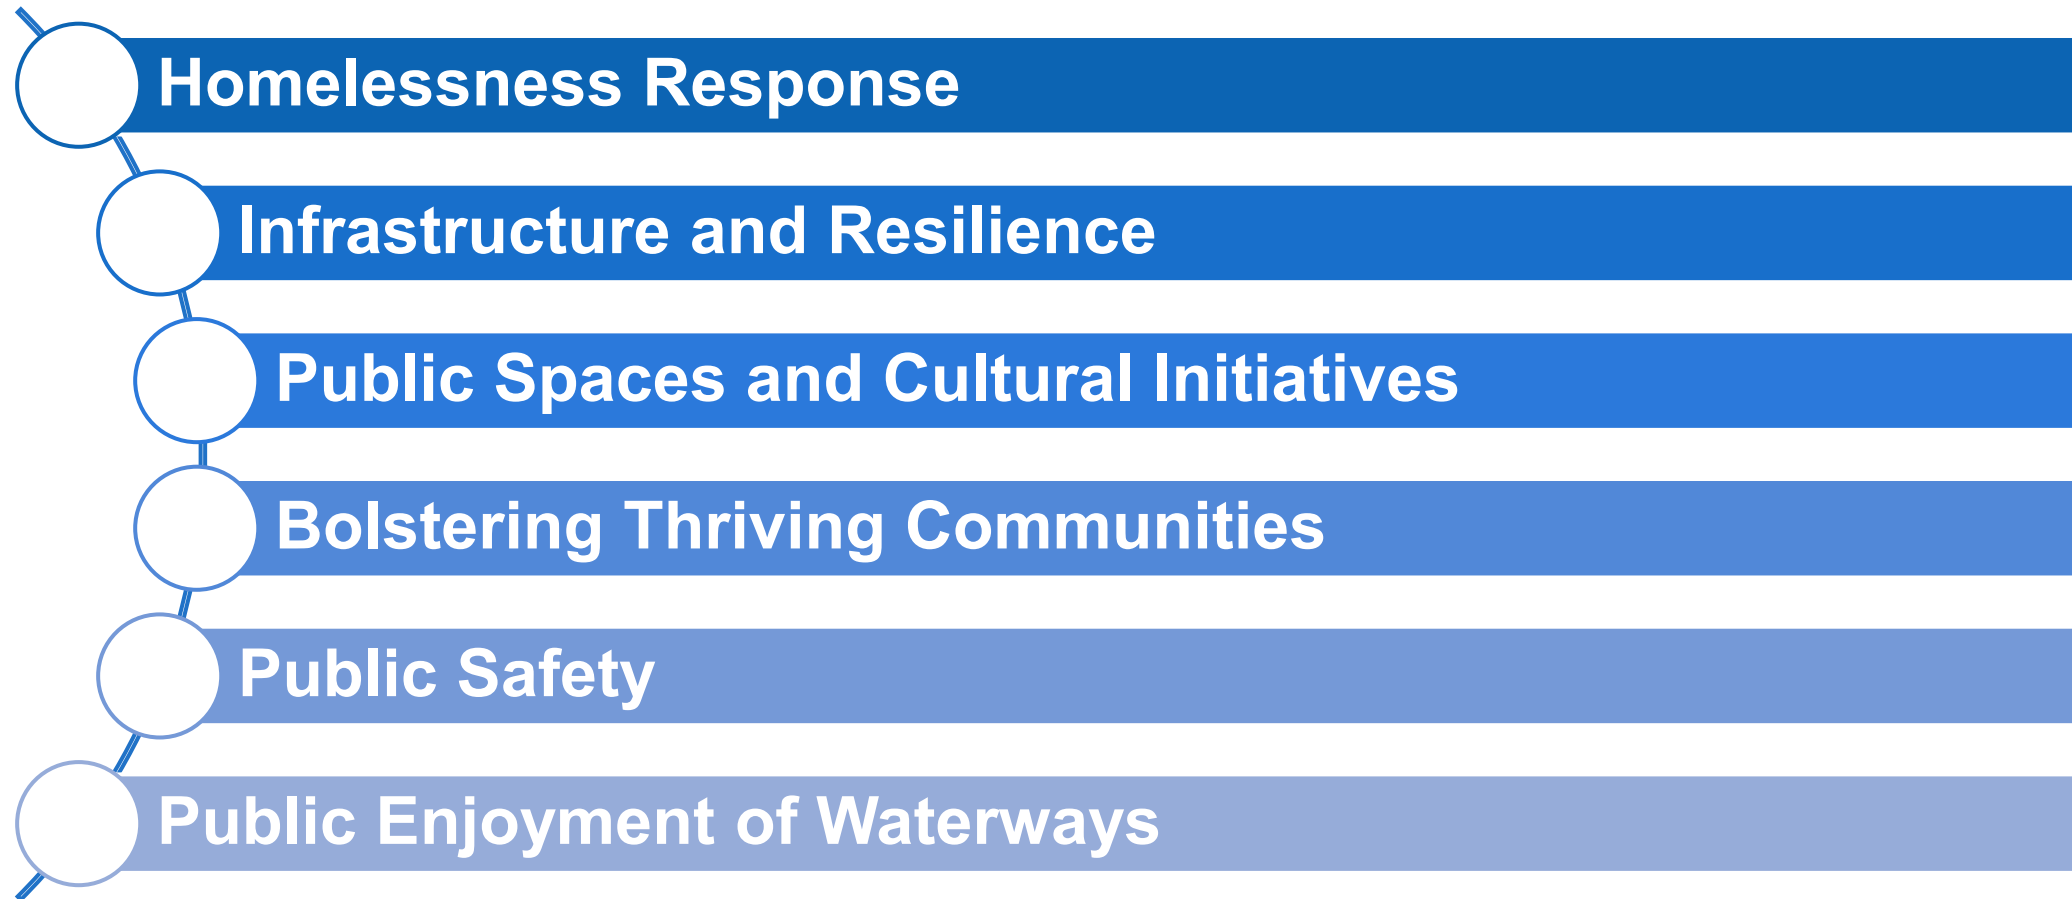 Homelessness Response
Infrastructure and Resilience
Public Spaces and Cultural Initiatives
Bolstering Thriving Communities
Public Safety
Public Enjoyment of Waterways